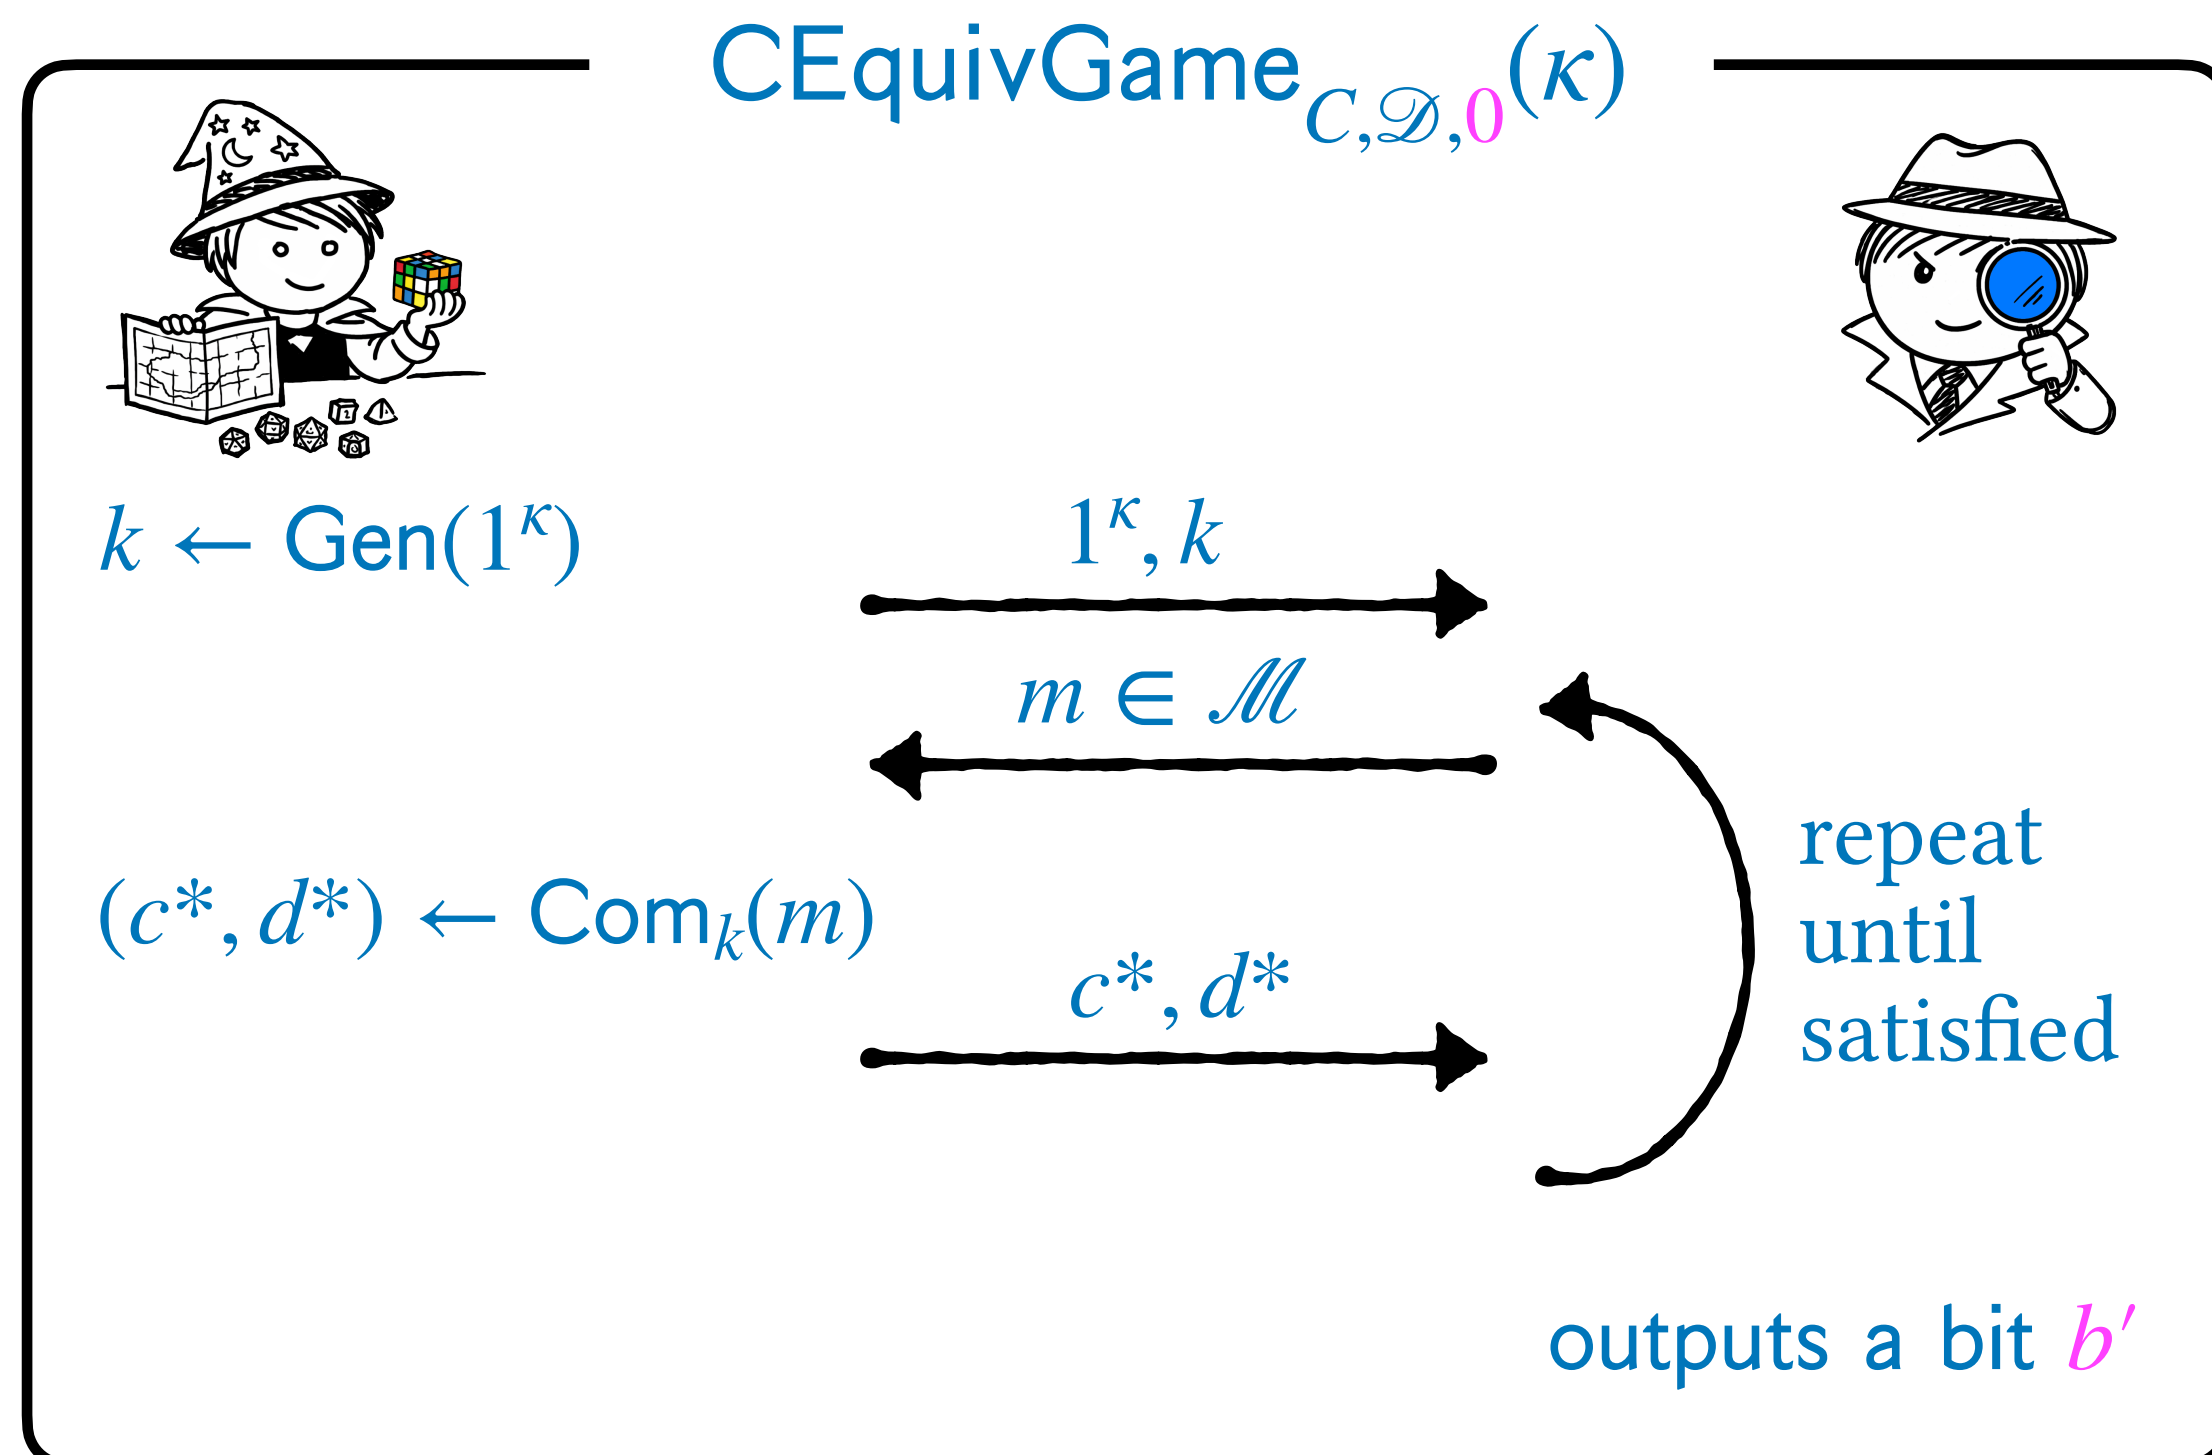 CEquivGame_{C,𝒟,0}(κ)
k ← Gen(1^κ)
1^κ, k
m ∈ ℳ
(c*, d*) ← Com_k(m)
c*, d*
repeat
until
satisfied
outputs a bit b′